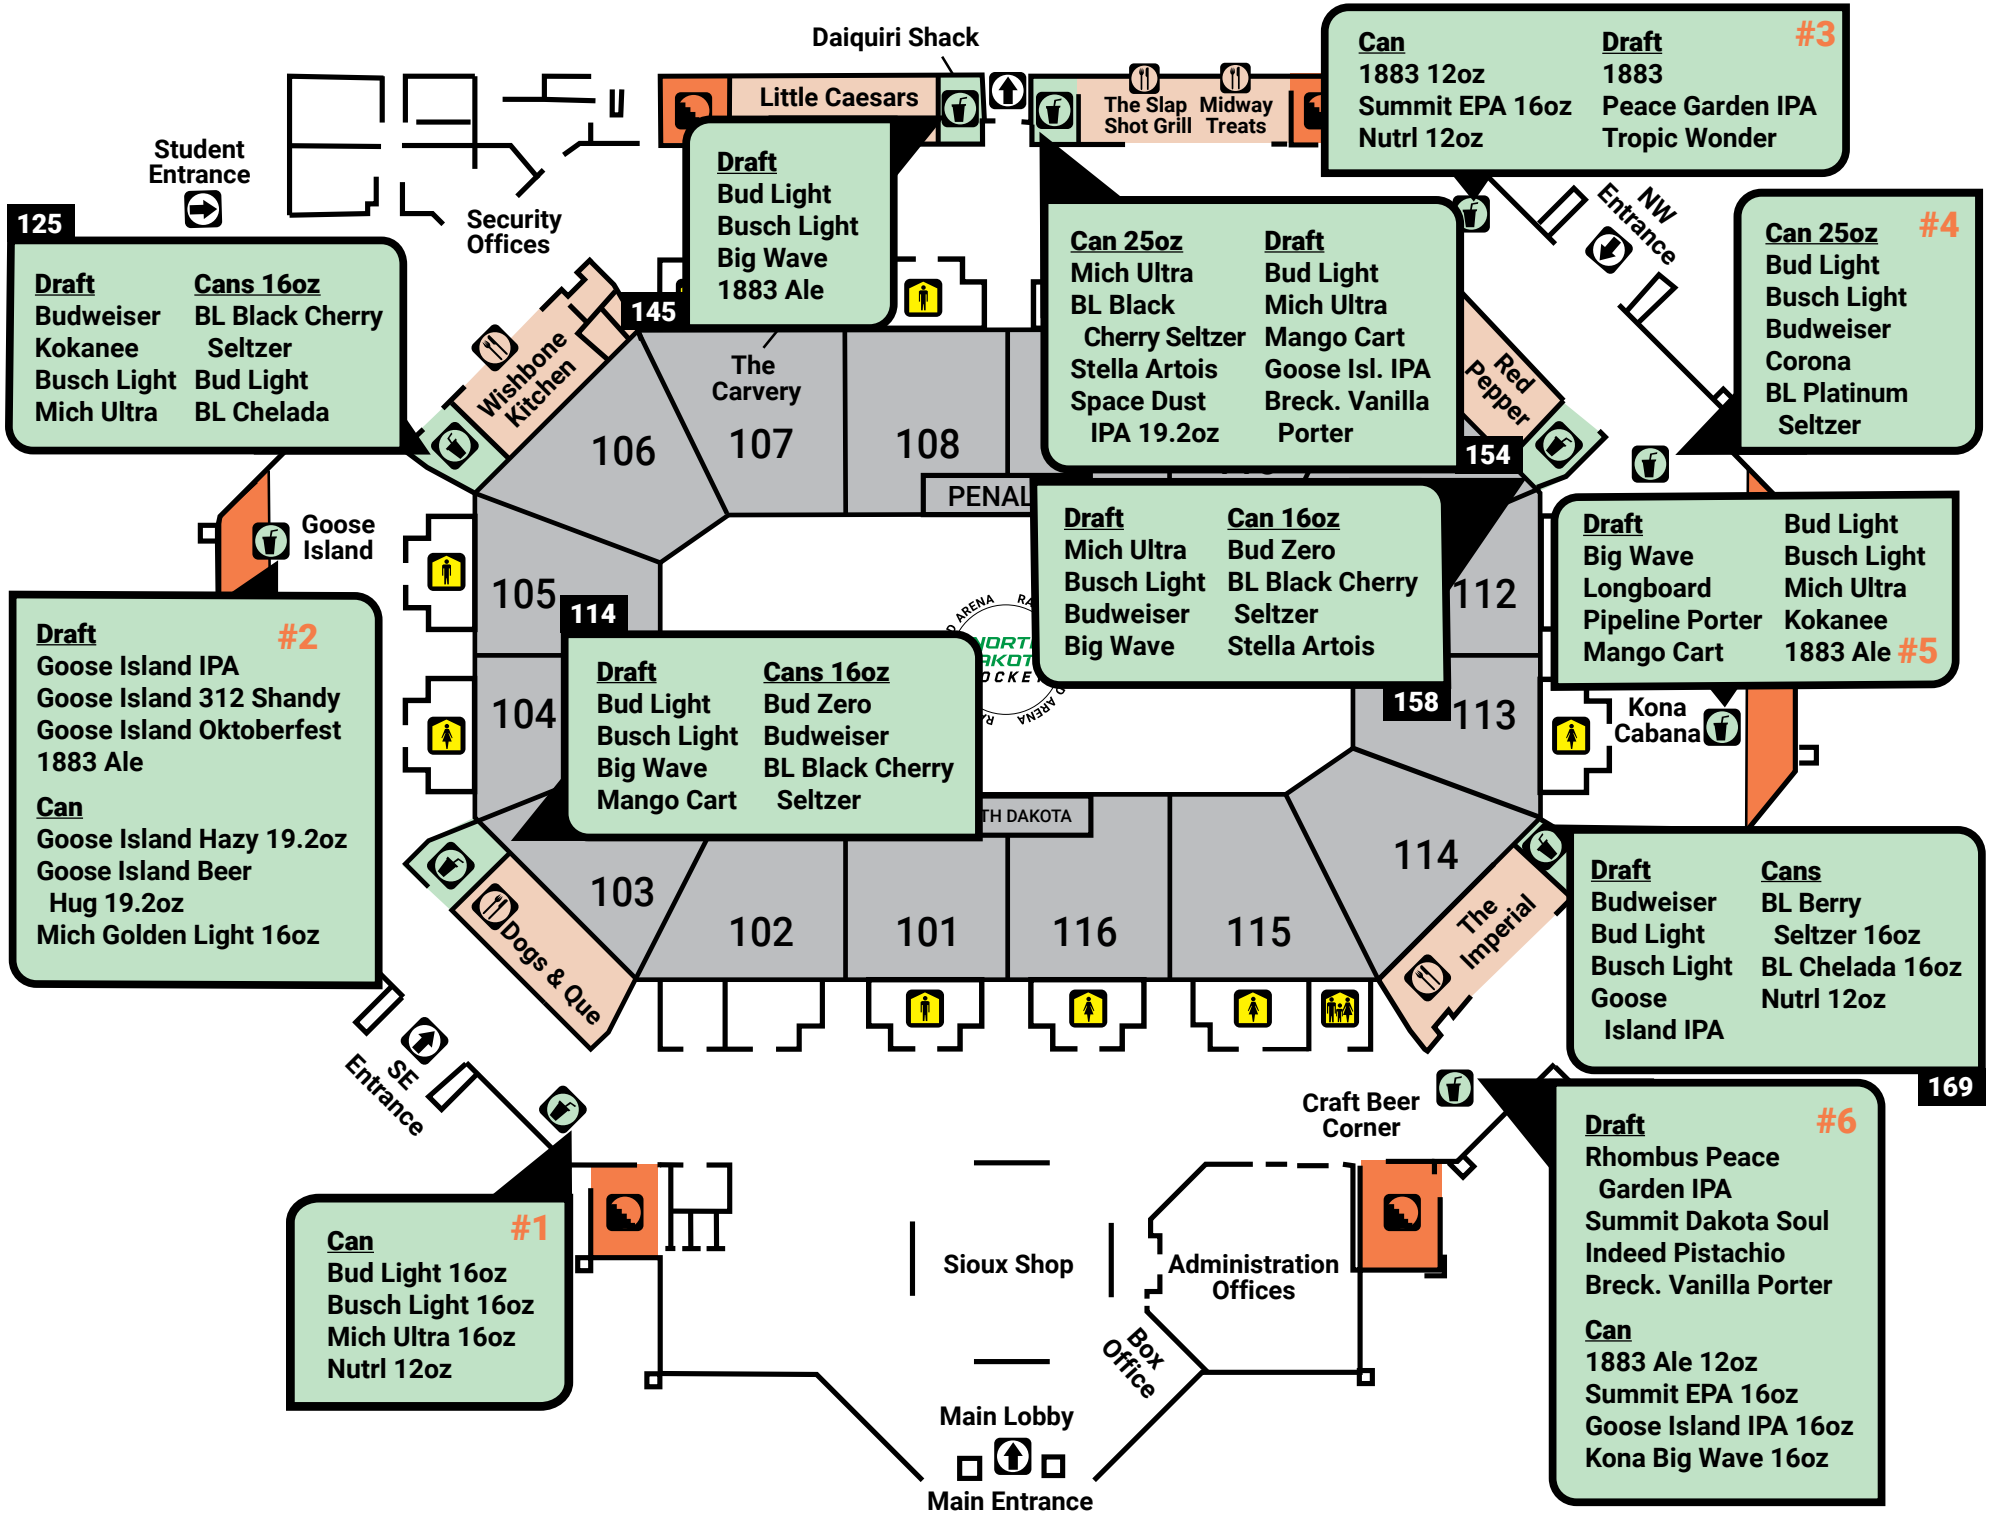 Daiquiri Shack
Little Caesars
The Slap
Shot Grill
Midway
Treats
#3
Can
1883 12oz
Summit EPA 16oz
Nutrl 12oz
Draft
1883
Peace Garden IPA
Tropic Wonder
Student
Entrance
Security
Offices
NW
Entrance
125
Draft
Budweiser
Kokanee
Busch Light
Mich Ultra
Cans 16oz
BL Black Cherry
Seltzer
Bud Light
BL Chelada
145
Draft
Bud Light
Busch Light
Big Wave
1883 Ale
Can 25oz
Mich Ultra
BL Black
Cherry Seltzer
Stella Artois
Space Dust
IPA 19.2oz
Draft
Bud Light
Mich Ultra
Mango Cart
Goose Isl. IPA
Breck. Vanilla
Porter
154
#4
Can 25oz
Bud Light
Busch Light
Budweiser
Corona
BL Platinum
Seltzer
Wishbone
Kitchen
The
Carvery
Red
Pepper
106
107
108
PENAL
Goose
Island
105
104
103
102
101
116
115
114
113
112
#2
Draft
Goose Island IPA
Goose Island 312 Shandy
Goose Island Oktoberfest
1883 Ale
Can
Goose Island Hazy 19.2oz
Goose Island Beer
Hug 19.2oz
Mich Golden Light 16oz
114
Draft
Bud Light
Busch Light
Big Wave
Mango Cart
Cans 16oz
Bud Zero
Budweiser
BL Black Cherry
Seltzer
TH DAKOTA
D ARENA
RA
NORT
AKOT
OCKEY
RA
D ARENA
Draft
Mich Ultra
Busch Light
Budweiser
Big Wave
Can 16oz
Bud Zero
BL Black Cherry
Seltzer
Stella Artois
158
Draft
Big Wave
Longboard
Pipeline Porter
Mango Cart
Bud Light
Busch Light
Mich Ultra
Kokanee
1883 Ale
#5
Kona
Cabana
Dogs & Que
The
Imperial
Draft
Budweiser
Bud Light
Busch Light
Goose
Island IPA
Cans
BL Berry
Seltzer 16oz
BL Chelada 16oz
Nutrl 12oz
169
SE
Entrance
#1
Can
Bud Light 16oz
Busch Light 16oz
Mich Ultra 16oz
Nutrl 12oz
Craft Beer
Corner
#6
Draft
Rhombus Peace
Garden IPA
Summit Dakota Soul
Indeed Pistachio
Breck. Vanilla Porter
Can
1883 Ale 12oz
Summit EPA 16oz
Goose Island IPA 16oz
Kona Big Wave 16oz
Sioux Shop
Administration
Offices
Box
Office
Main Lobby
Main Entrance